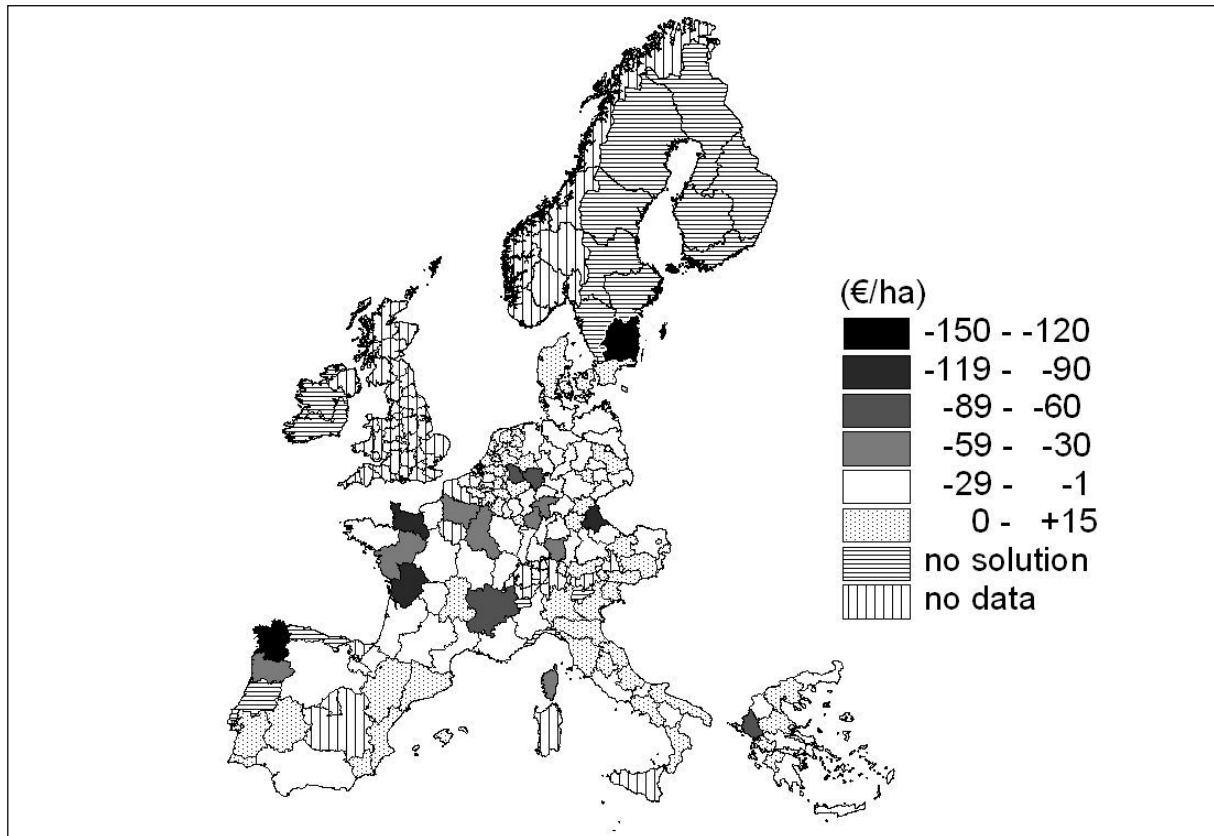 (€/ha)
-150 - -120
-119 - -90
-89 - -60
-59 - -30
-29 - -1
0 - +15
no solution
no data